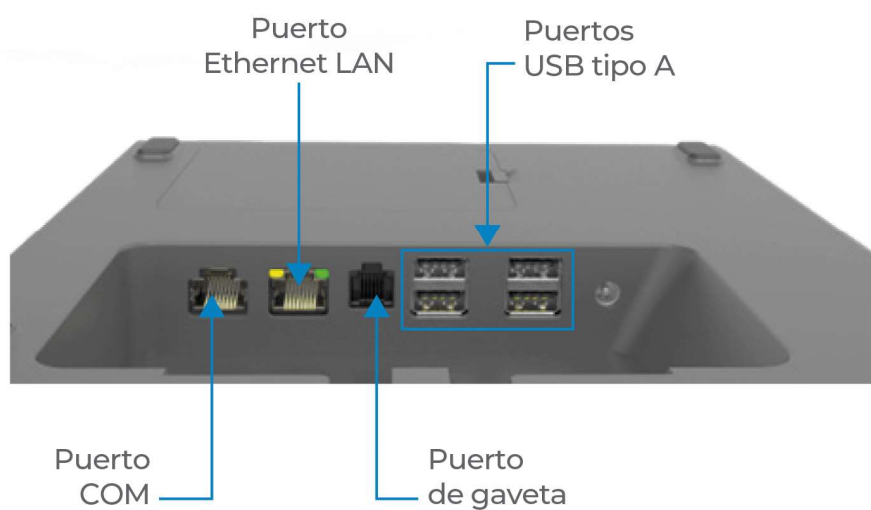 Puerto
Ethernet LAN
Puertos
USB tipo A
Puerto
COM
Puerto
de gaveta